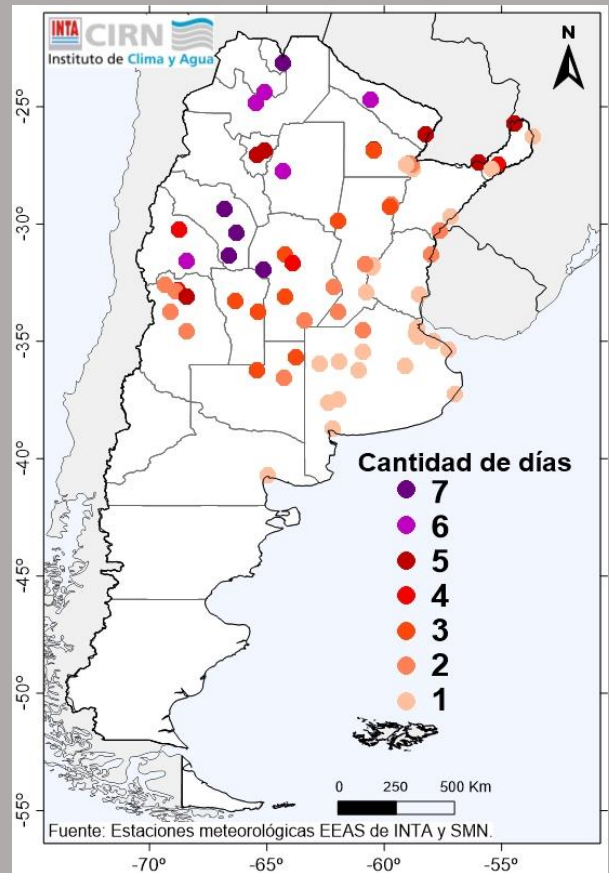 INTA CIRN
Instituto de Clima y Agua
N
-25°
-30°
-35°
-40°
-45°
-50°
-55°
Cantidad de días
7
6
5
4
3
2
1
0 250 500 Km
Fuente: Estaciones meteorológicas EEAS de INTA y SMN.
-70° -65° -60° -55°